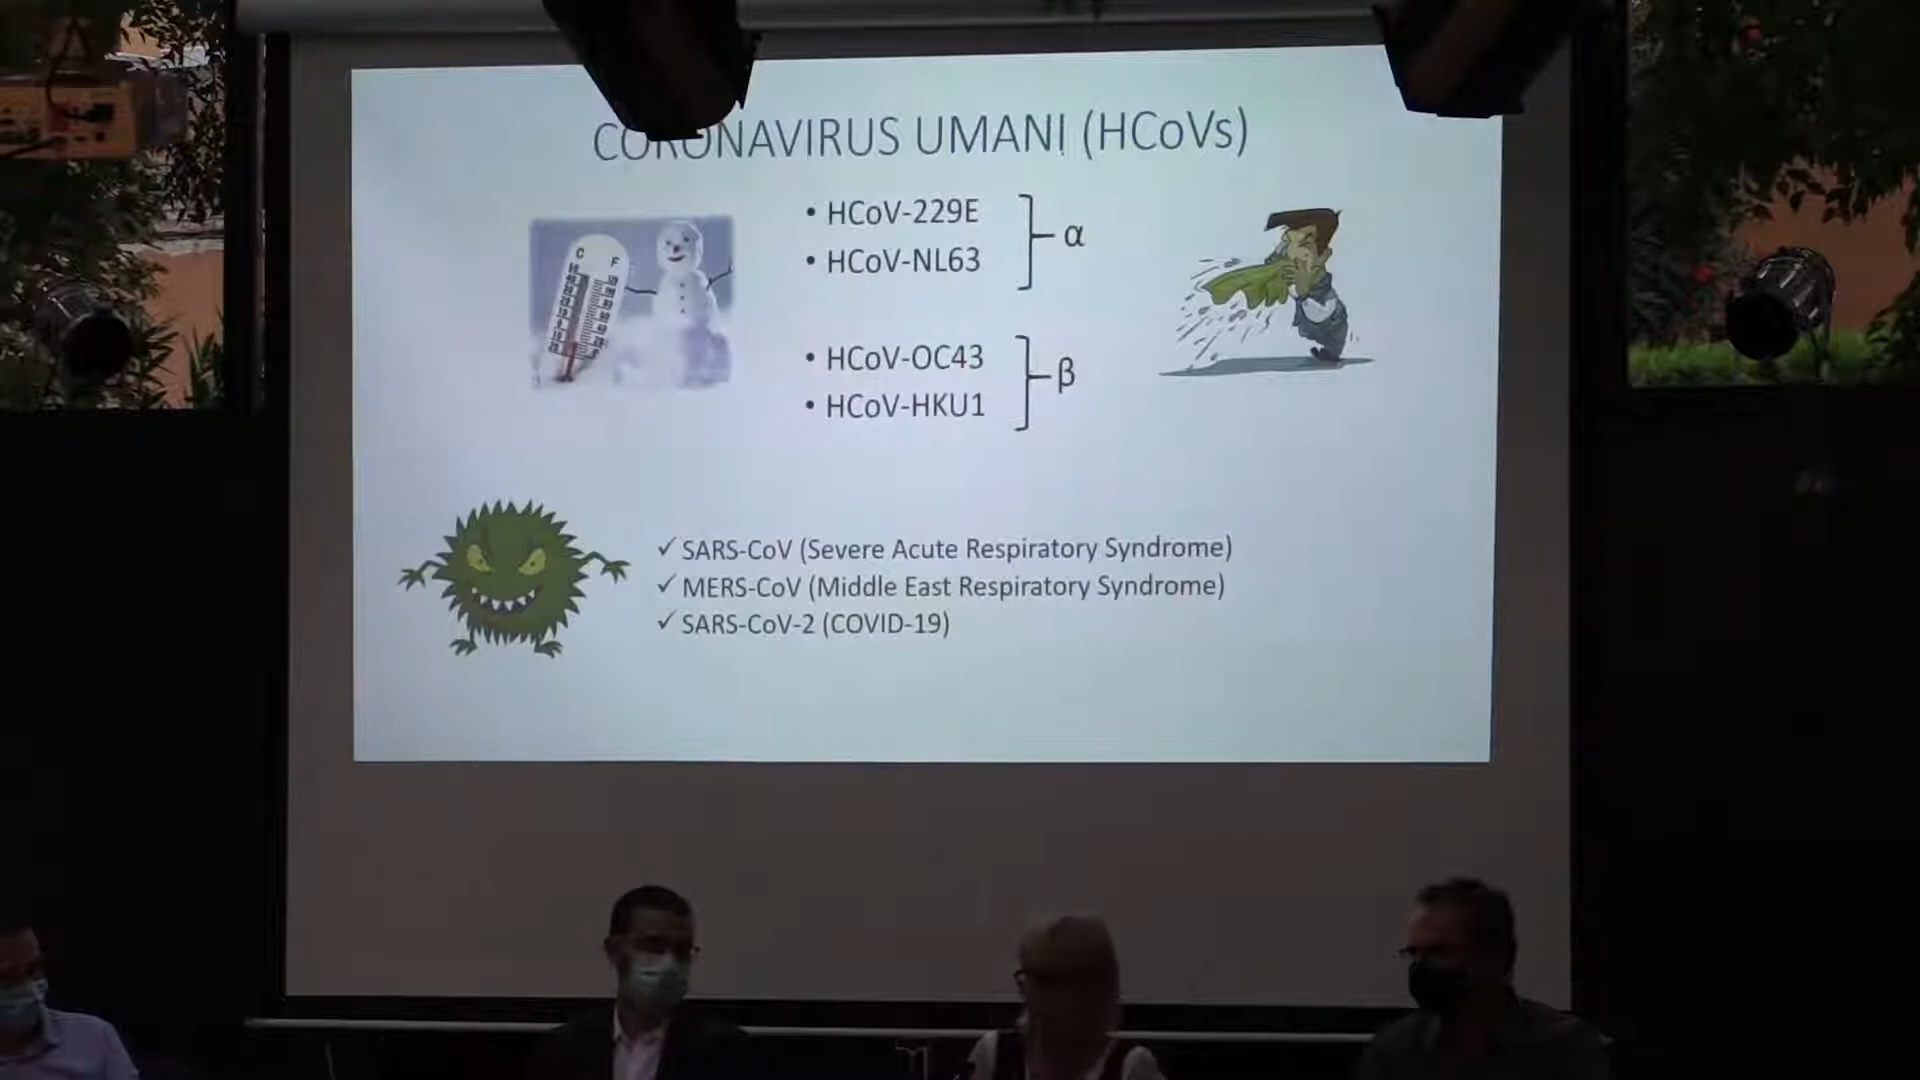 CORONAVIRUS UMANI (HCoVs)
• HCoV-229E
• HCoV-NL63
α
• HCoV-OC43
• HCoV-HKU1
β
C F
✓ SARS-CoV (Severe Acute Respiratory Syndrome)
✓ MERS-CoV (Middle East Respiratory Syndrome)
✓ SARS-CoV-2 (COVID-19)